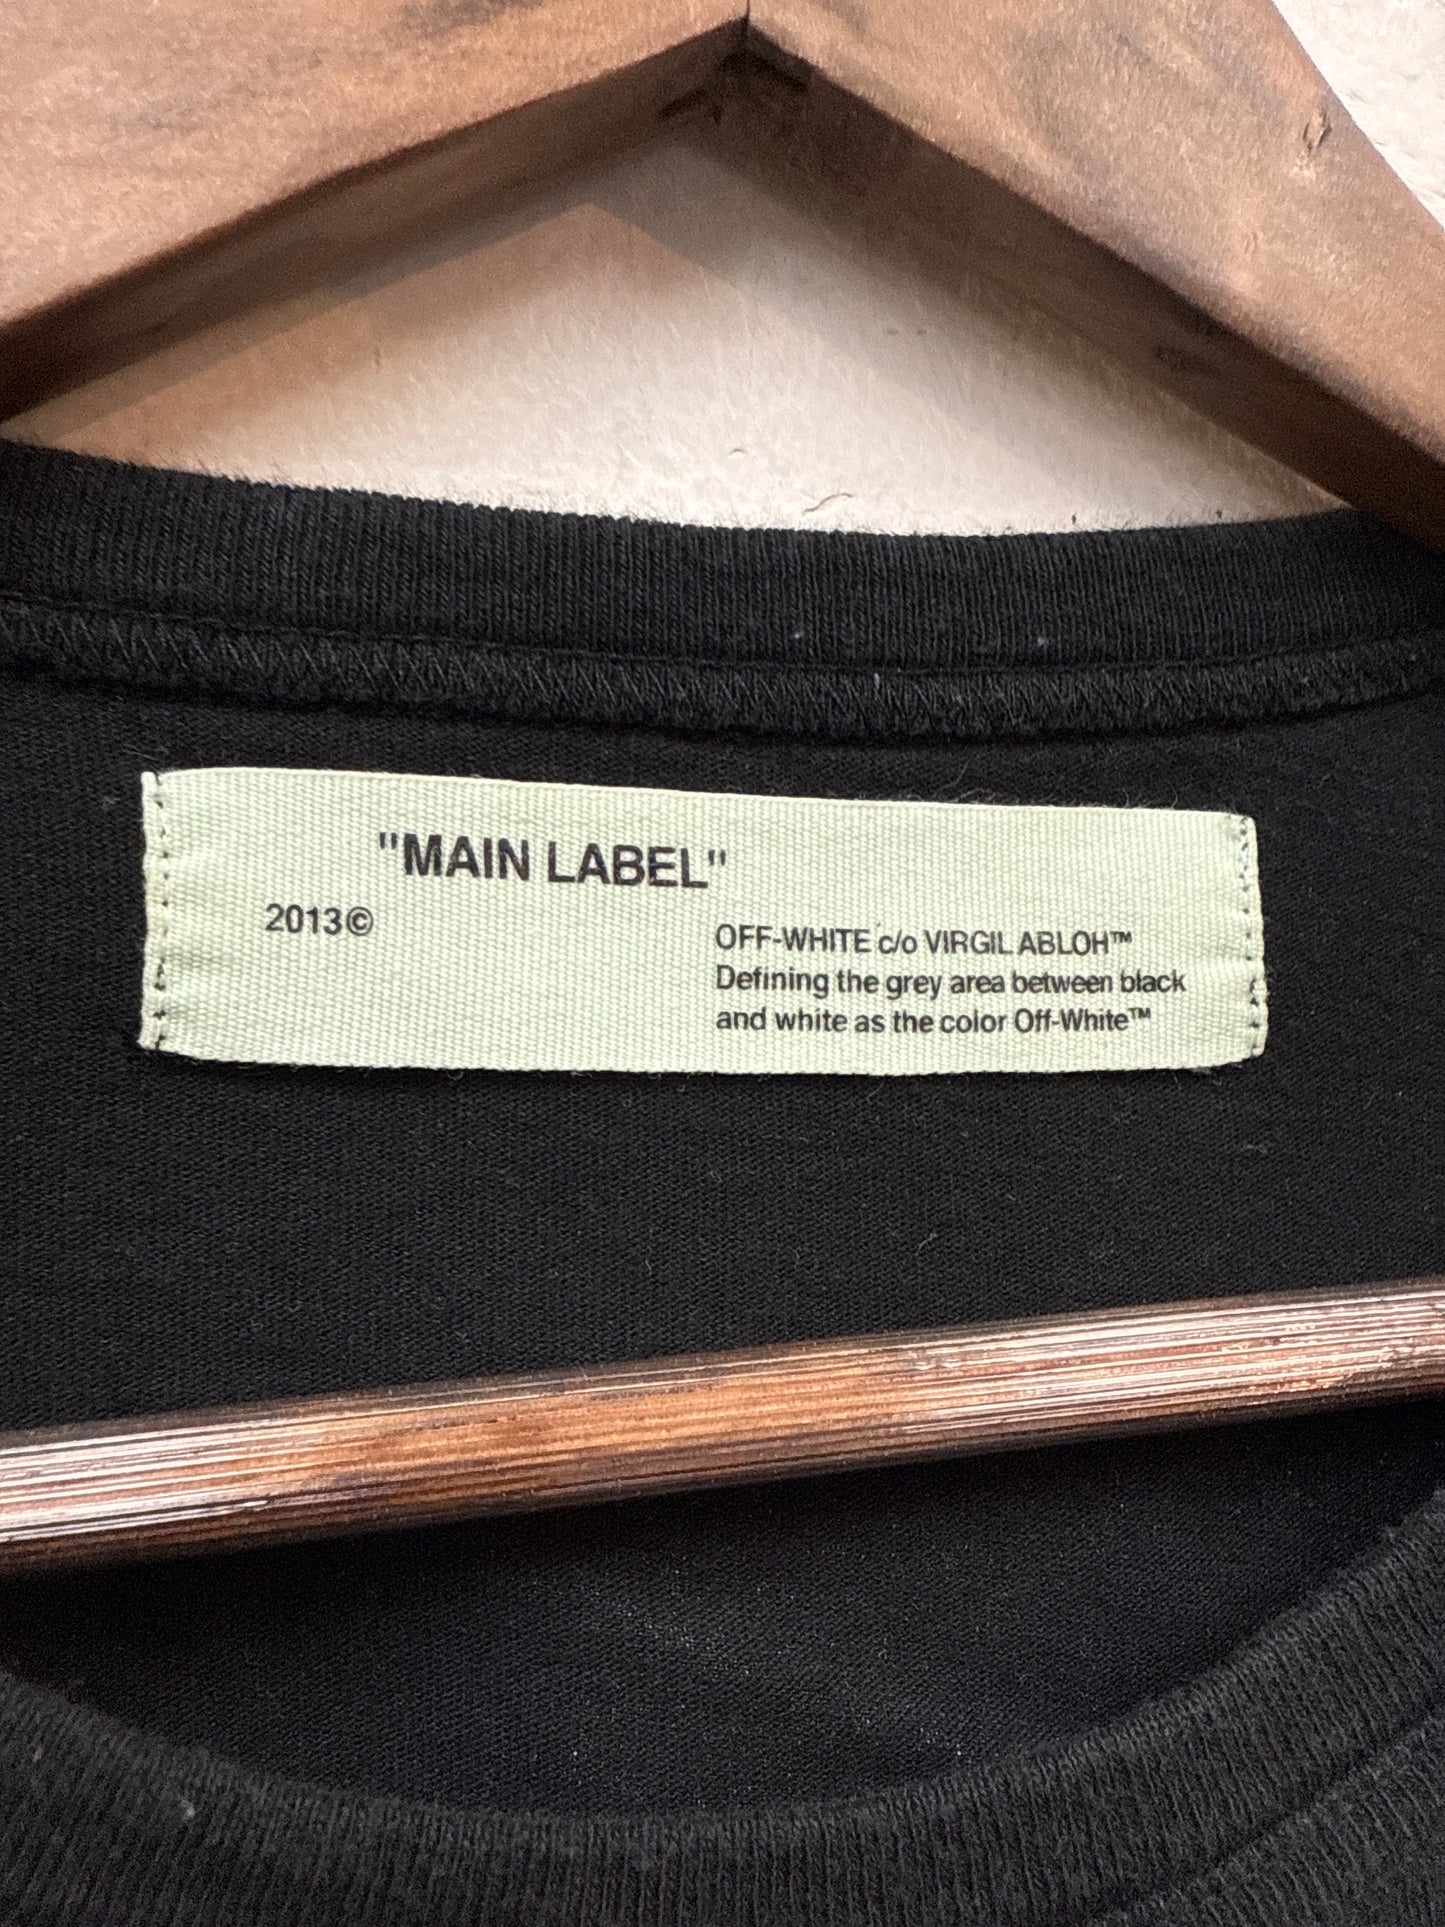 "MAIN LABEL"
2013©
OFF-WHITE c/o VIRGIL ABLOH™
Defining the grey area between black
and white as the color Off-White™